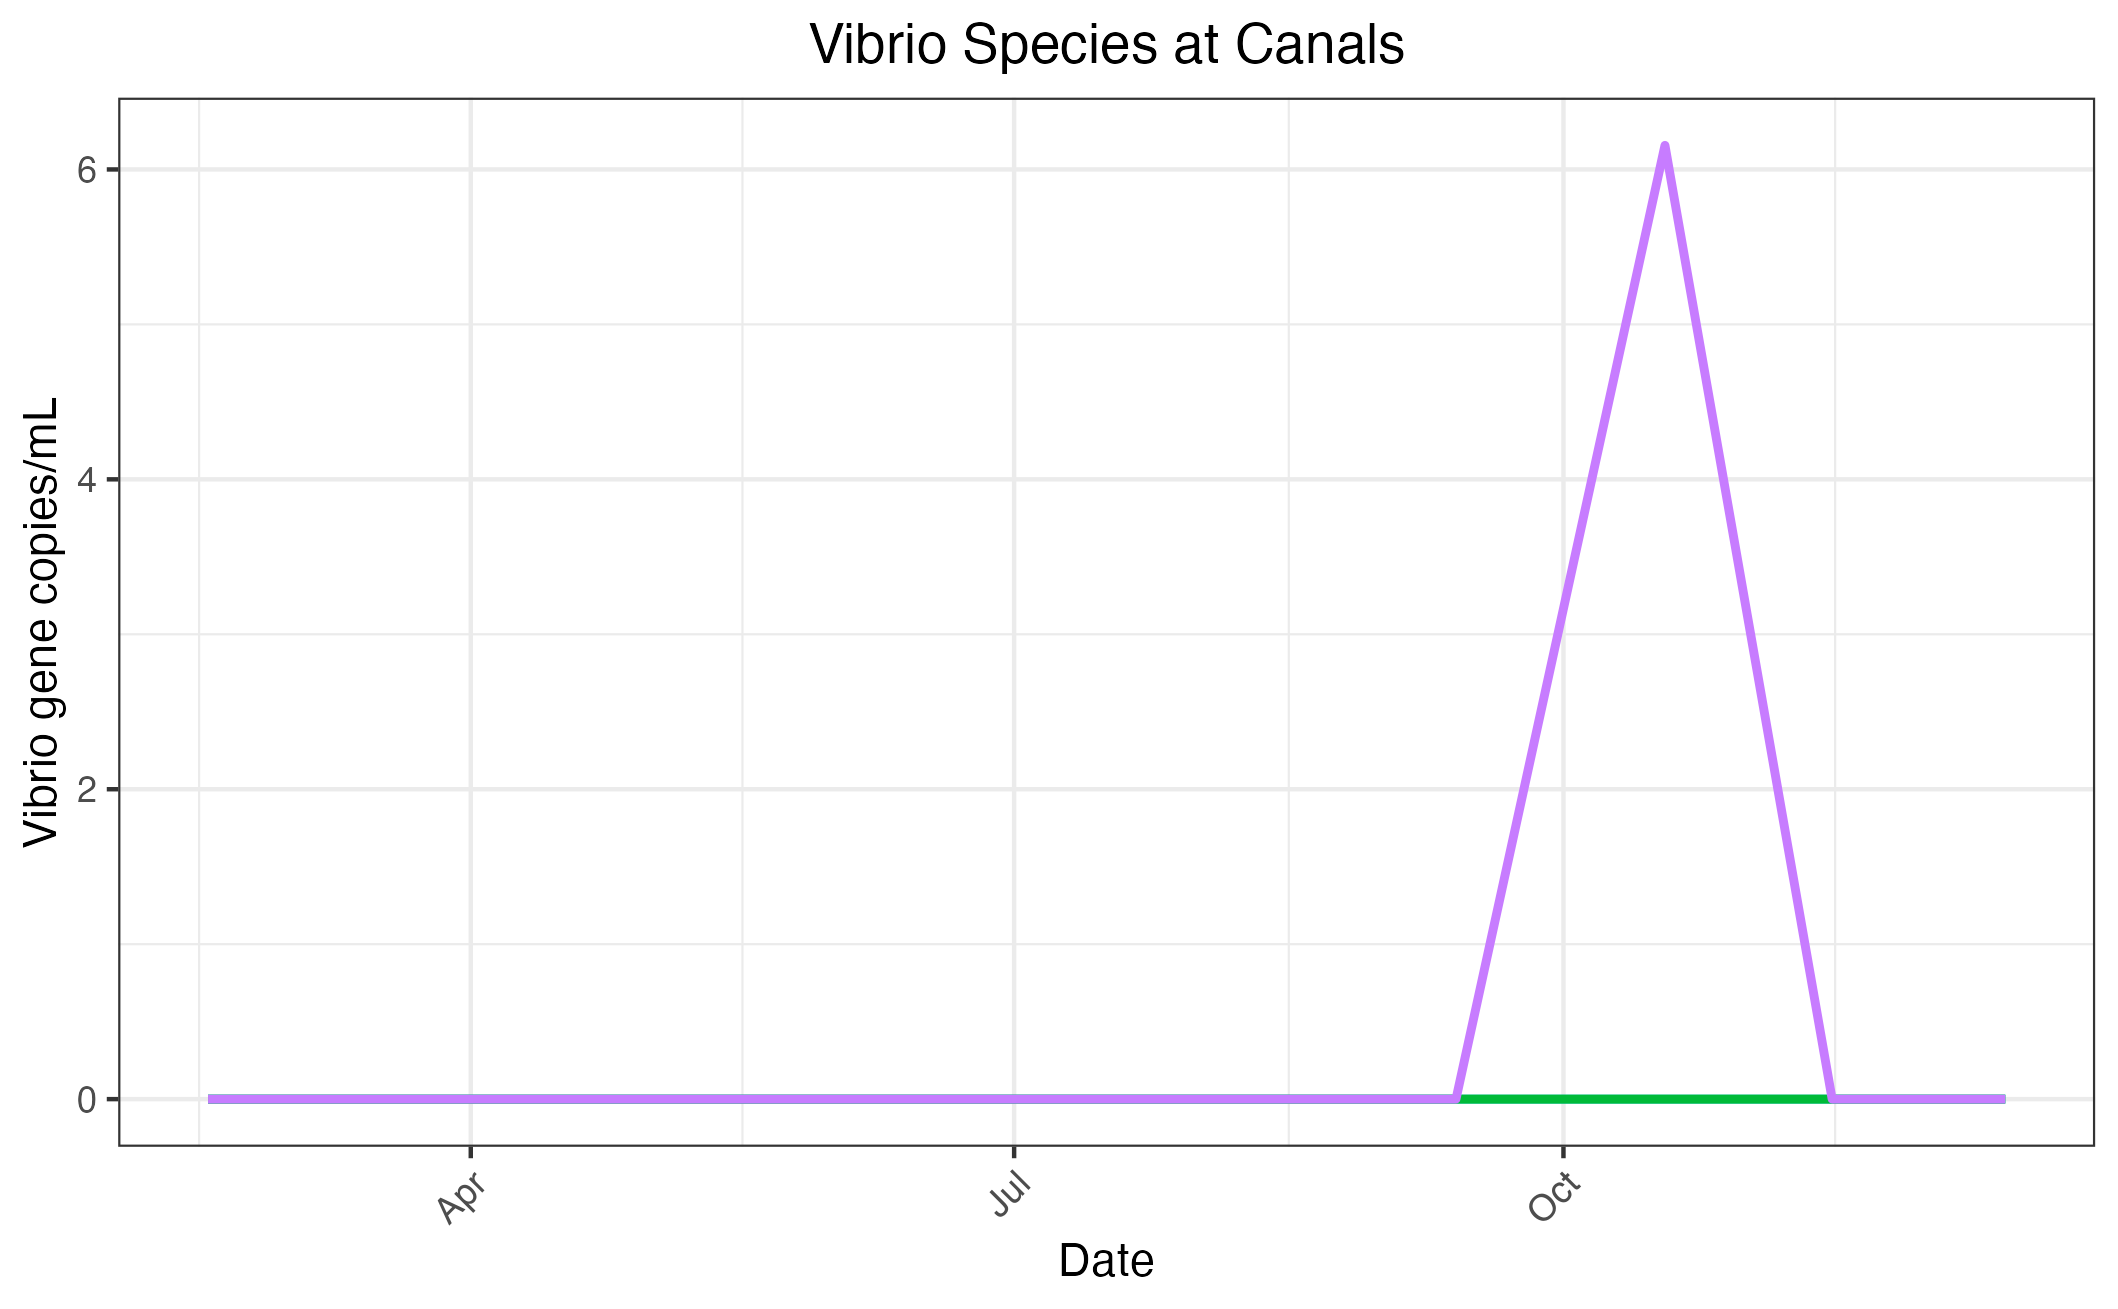 Vibrio Species at Canals
Vibrio gene copies/mL
6
4
2
0
Apr
Jul
Oct
Date